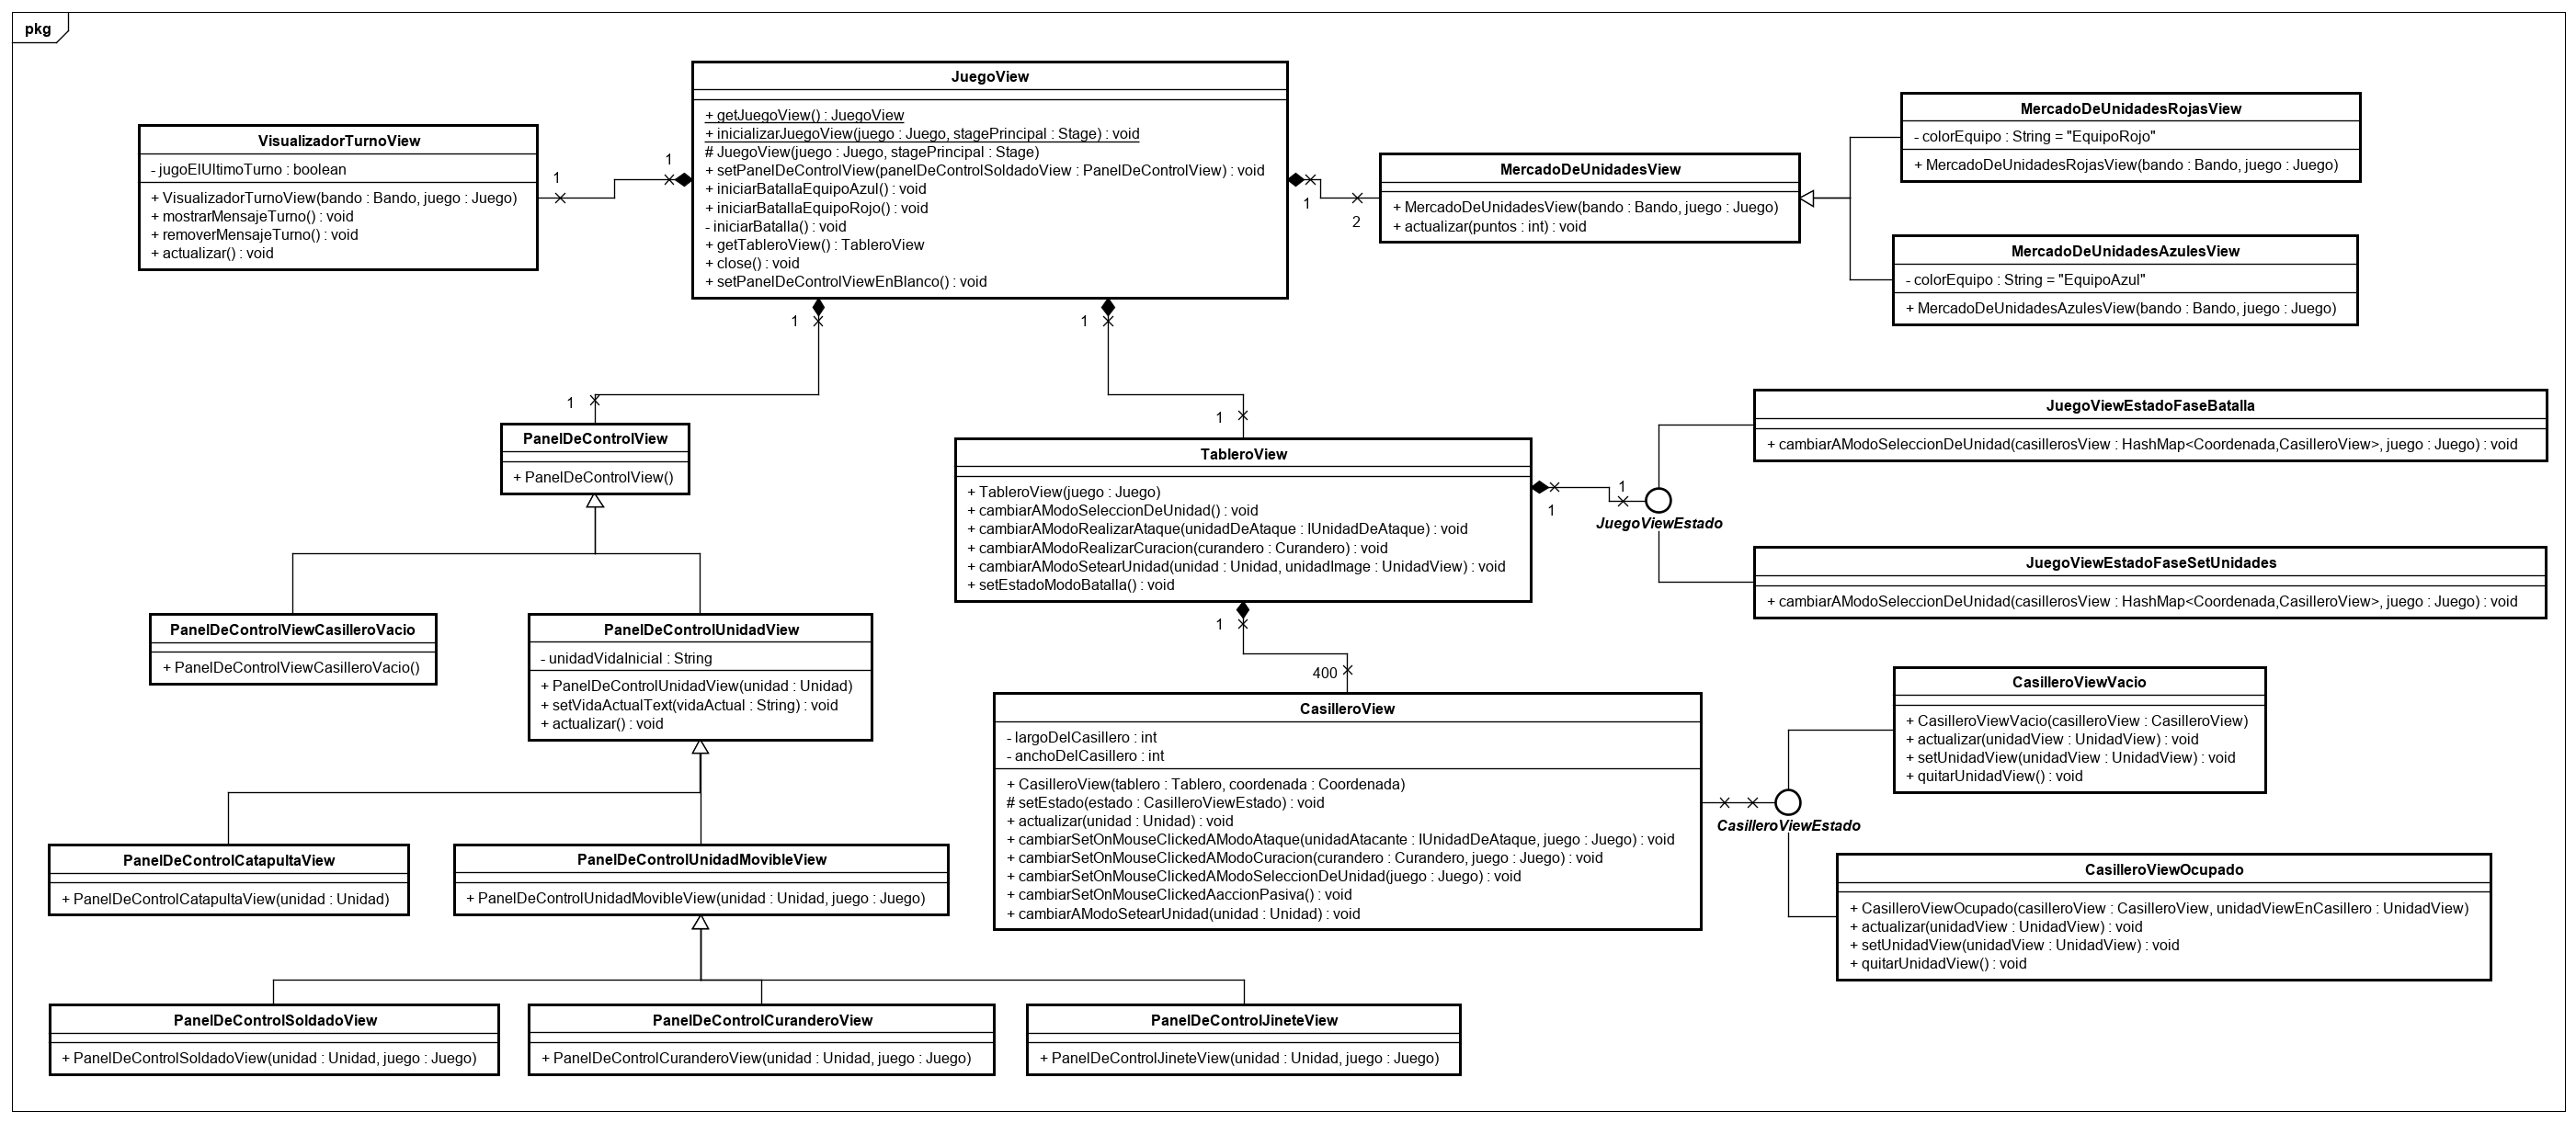 pkg
JuegoView
+ getJuegoView() : JuegoView
+ inicializarJuegoView(juego : Juego, stagePrincipal : Stage) : void
# JuegoView(juego : Juego, stagePrincipal : Stage)
+ setPanelDeControlView(panelDeControlSoldadoView : PanelDeControlView) : void
+ iniciarBatallaEquipoAzul() : void
+ iniciarBatallaEquipoRojo() : void
- iniciarBatalla() : void
+ getTableroView() : TableroView
+ close() : void
+ setPanelDeControlViewEnBlanco() : void
VisualizadorTurnoView
- jugoElUltimoTurno : boolean
+ VisualizadorTurnoView(bando : Bando, juego : Juego)
+ mostrarMensajeTurno() : void
+ removerMensajeTurno() : void
+ actualizar() : void
1
1
1
2
MercadoDeUnidadesView
+ MercadoDeUnidadesView(bando : Bando, juego : Juego)
+ actualizar(puntos : int) : void
MercadoDeUnidadesRojasView
- colorEquipo : String = "EquipoRojo"
+ MercadoDeUnidadesRojasView(bando : Bando, juego : Juego)
MercadoDeUnidadesAzulesView
- colorEquipo : String = "EquipoAzul"
+ MercadoDeUnidadesAzulesView(bando : Bando, juego : Juego)
1
1
1
1
PanelDeControlView
+ PanelDeControlView()
TableroView
+ TableroView(juego : Juego)
+ cambiarAModoSeleccionDeUnidad() : void
+ cambiarAModoRealizarAtaque(unidadDeAtaque : IUnidadDeAtaque) : void
+ cambiarAModoRealizarCuracion(curandero : Curandero) : void
+ cambiarAModoSetearUnidad(unidad : Unidad, unidadImage : UnidadView) : void
+ setEstadoModoBatalla() : void
1
1
JuegoViewEstado
JuegoViewEstadoFaseBatalla
+ cambiarAModoSeleccionDeUnidad(casillerosView : HashMap<Coordenada,CasilleroView>, juego : Juego) : void
JuegoViewEstadoFaseSetUnidades
+ cambiarAModoSeleccionDeUnidad(casillerosView : HashMap<Coordenada,CasilleroView>, juego : Juego) : void
PanelDeControlViewCasilleroVacio
+ PanelDeControlViewCasilleroVacio()
PanelDeControlUnidadView
- unidadVidaInicial : String
+ PanelDeControlUnidadView(unidad : Unidad)
+ setVidaActualText(vidaActual : String) : void
+ actualizar() : void
1
400
CasilleroView
- largoDelCasillero : int
- anchoDelCasillero : int
+ CasilleroView(tablero : Tablero, coordenada : Coordenada)
# setEstado(estado : CasilleroViewEstado) : void
+ actualizar(unidad : Unidad) : void
+ cambiarSetOnMouseClickedAModoAtaque(unidadAtacante : IUnidadDeAtaque, juego : Juego) : void
+ cambiarSetOnMouseClickedAModoCuracion(curandero : Curandero, juego : Juego) : void
+ cambiarSetOnMouseClickedAModoSeleccionDeUnidad(juego : Juego) : void
+ cambiarSetOnMouseClickedAaccionPasiva() : void
+ cambiarAModoSetearUnidad(unidad : Unidad) : void
CasilleroViewEstado
CasilleroViewVacio
+ CasilleroViewVacio(casilleroView : CasilleroView)
+ actualizar(unidadView : UnidadView) : void
+ setUnidadView(unidadView : UnidadView) : void
+ quitarUnidadView() : void
CasilleroViewOcupado
+ CasilleroViewOcupado(casilleroView : CasilleroView, unidadViewEnCasillero : UnidadView)
+ actualizar(unidadView : UnidadView) : void
+ setUnidadView(unidadView : UnidadView) : void
+ quitarUnidadView() : void
PanelDeControlCatapultaView
+ PanelDeControlCatapultaView(unidad : Unidad)
PanelDeControlUnidadMovibleView
+ PanelDeControlUnidadMovibleView(unidad : Unidad, juego : Juego)
PanelDeControlSoldadoView
+ PanelDeControlSoldadoView(unidad : Unidad, juego : Juego)
PanelDeControlCuranderoView
+ PanelDeControlCuranderoView(unidad : Unidad, juego : Juego)
PanelDeControlJineteView
+ PanelDeControlJineteView(unidad : Unidad, juego : Juego)